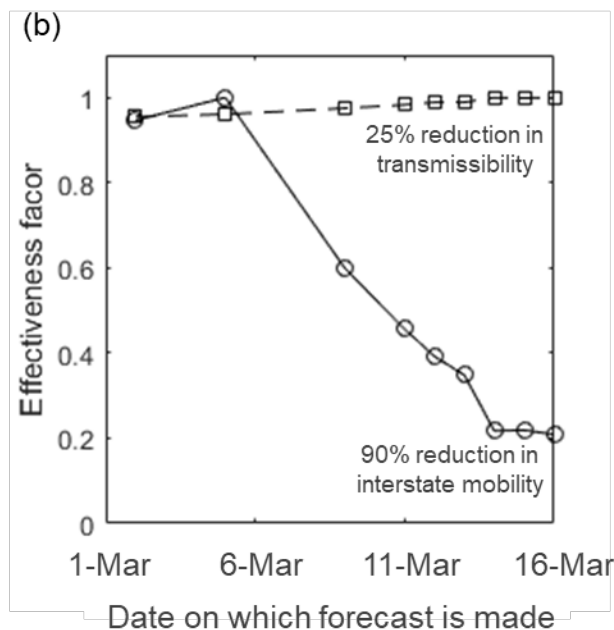 (b)
Effectiveness facor
1
0.8
0.6
0.4
0.2
0
25% reduction in
transmissibility
90% reduction in
interstate mobility
1-Mar 6-Mar 11-Mar 16-Mar
Date on which forecast is made